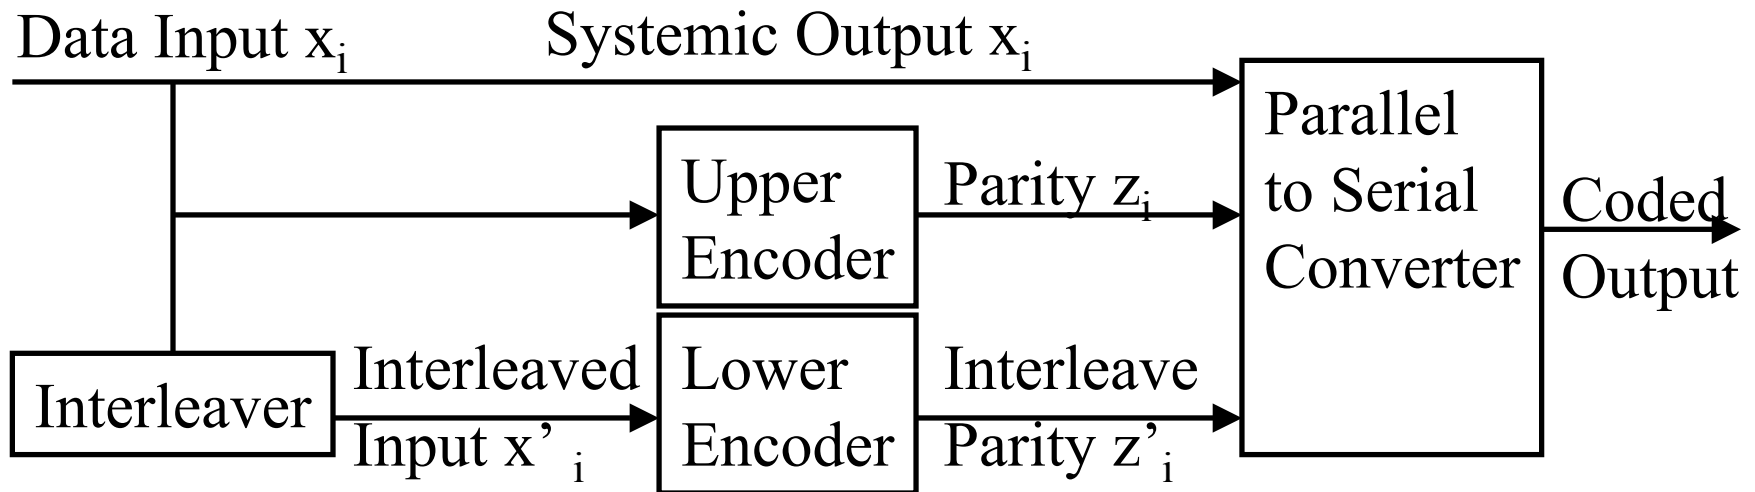 Data Input xi
Systemic Output xi
Upper
Encoder
Parity zi
Parallel
to Serial
Converter
Coded
Output
Interleaver
Interleaved
Input x’ i
Lower
Encoder
Interleave
Parity z’i